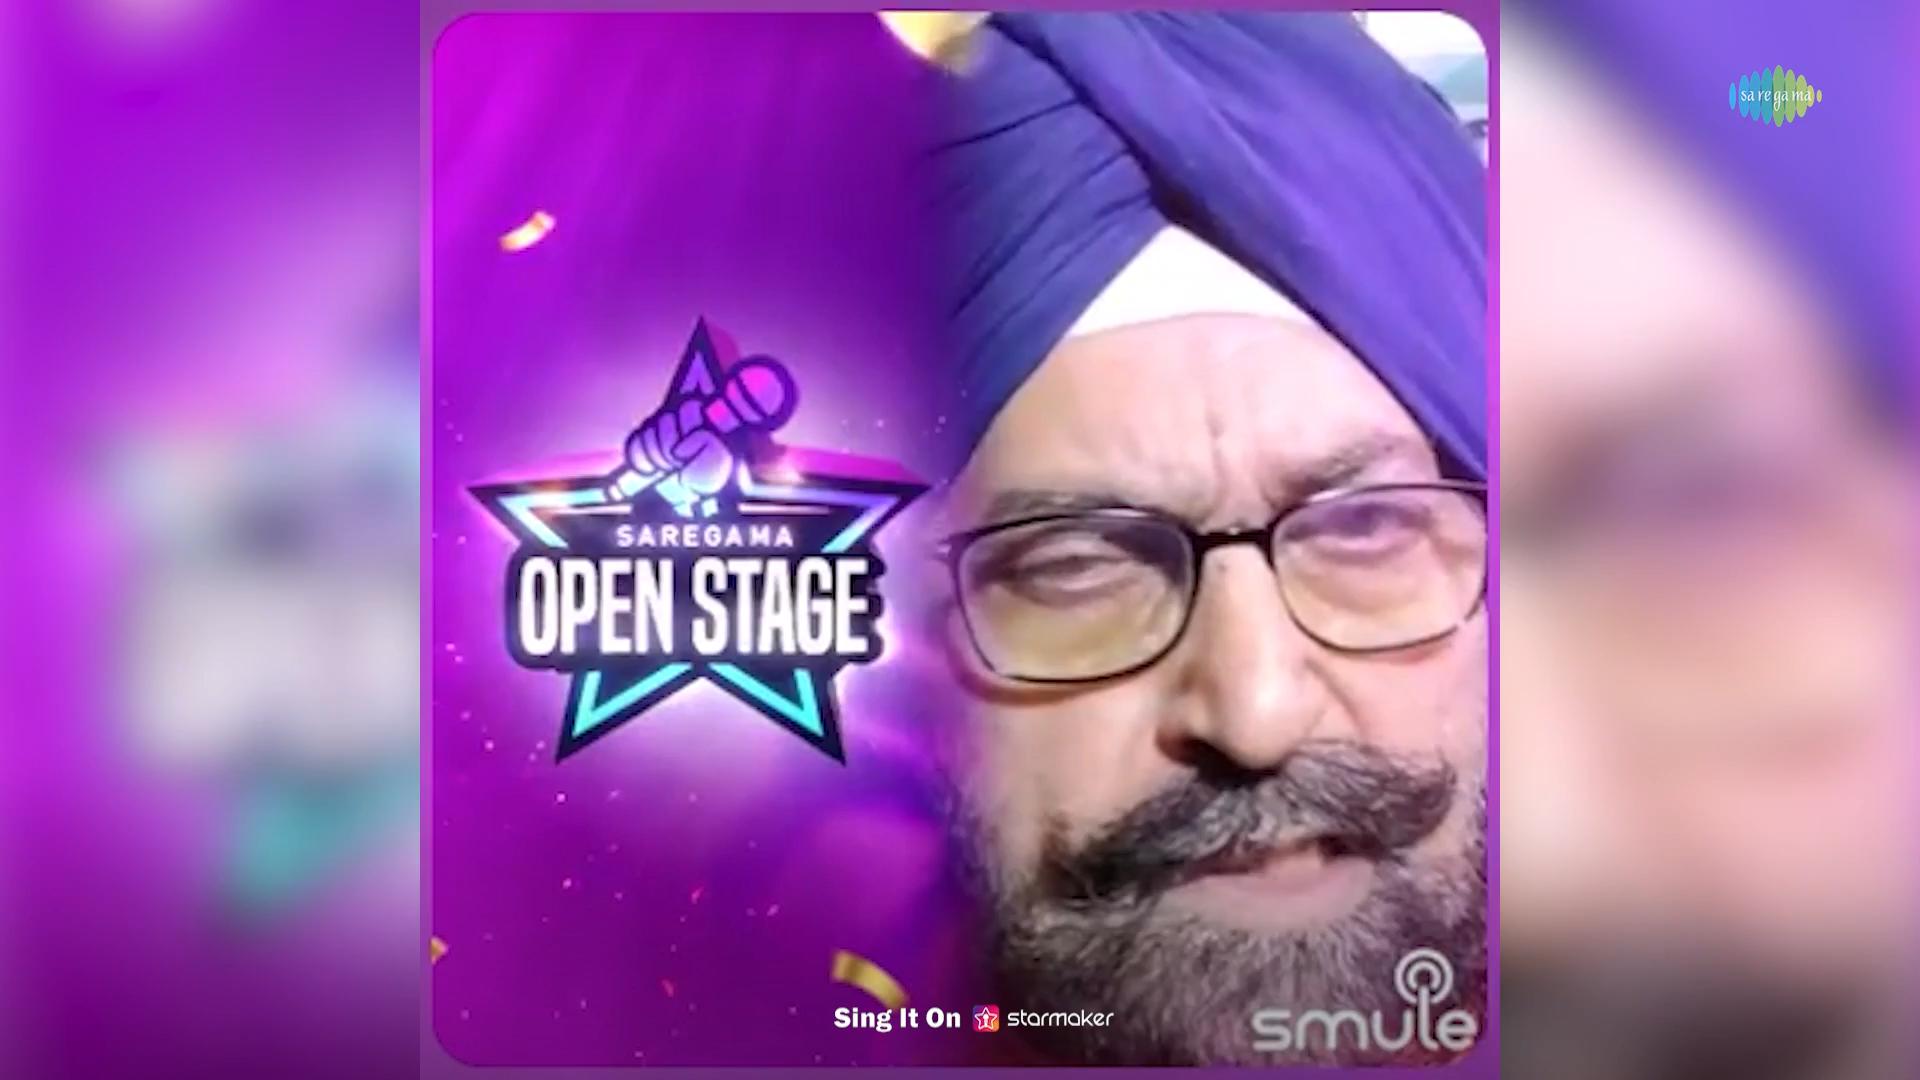 saregama
SAREGAMA
OPEN STAGE
Sing It On starmaker
smule